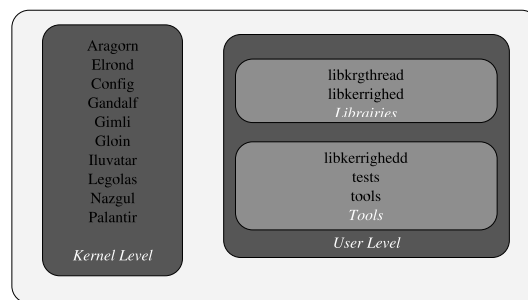 Aragorn
Elrond
Config
Gandalf
Gimli
Gloin
Iluvatar
Legolas
Nazgul
Palantir
Kernel Level
libkrgthread
libkerrighed
Librairies
libkerrighedd
tests
tools
Tools
User Level